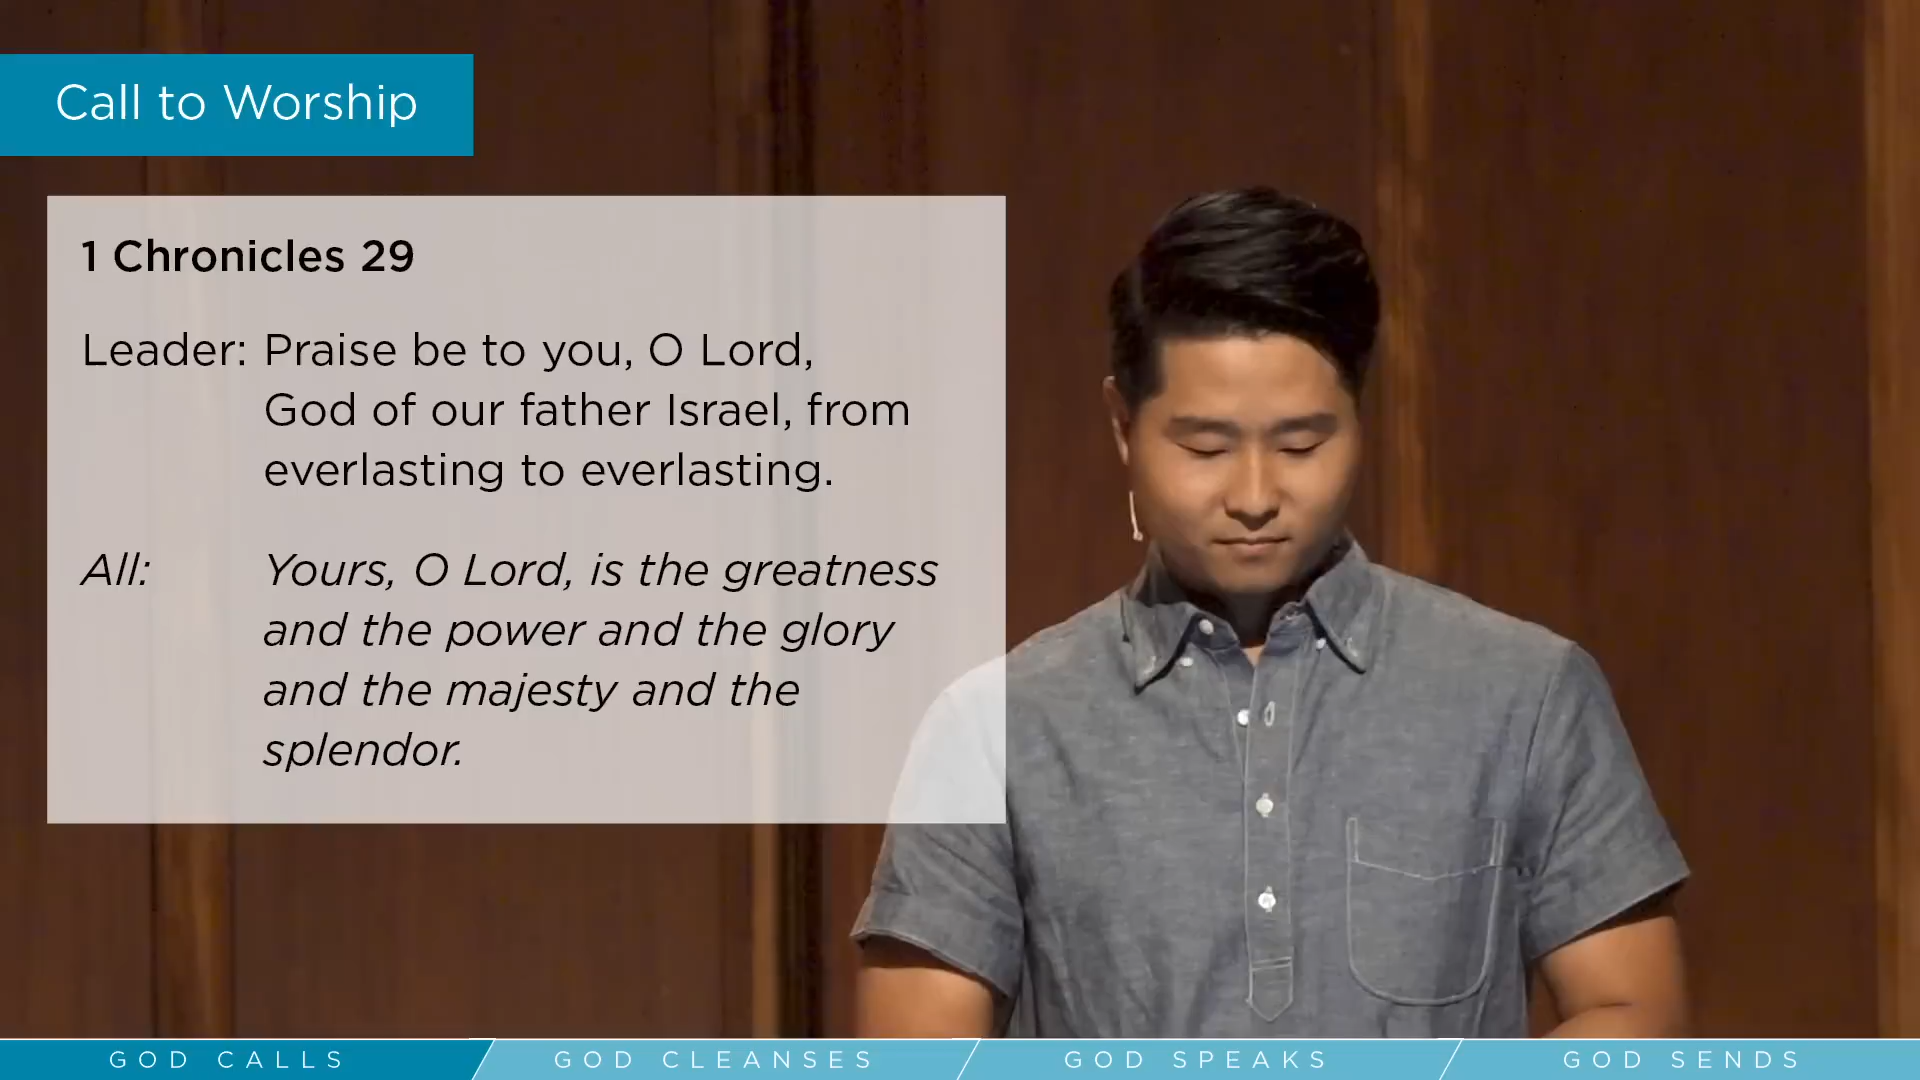 Call to Worship
1 Chronicles 29
Leader: Praise be to you, O Lord,
God of our father Israel, from
everlasting to everlasting.
All: Yours, O Lord, is the greatness
and the power and the glory
and the majesty and the
splendor.
GOD CALLS
GOD CLEANSES
GOD SPEAKS
GOD SENDS